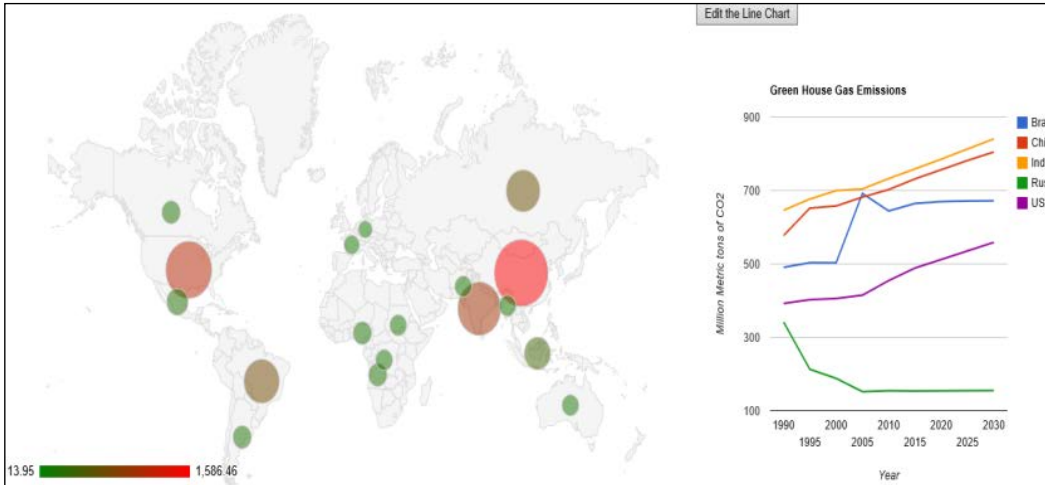 Edit the Line Chart
Green House Gas Emissions
Million Metric tons of CO2
900
700
500
300
100
1990
1995
2000
2005
2010
2015
2020
2025
2030
Year
Bra
Chi
Ind
Rus
US
13.95
1,586.46